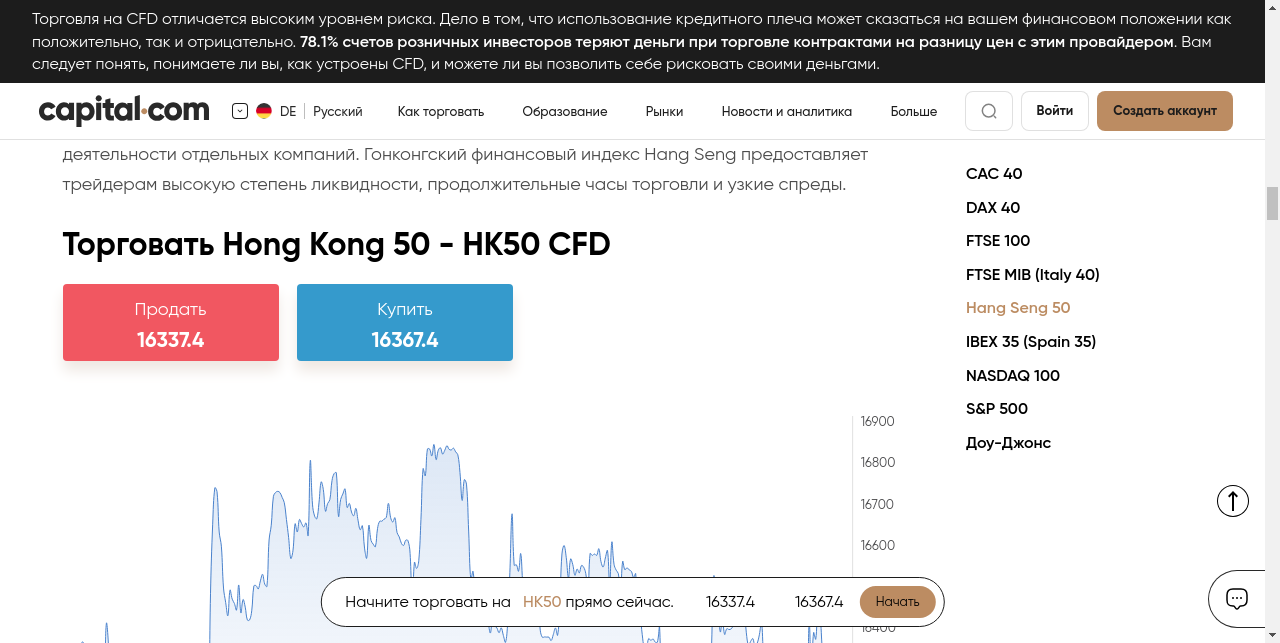 Торговля на CFD отличается высоким уровнем риска. Дело в том, что использование кредитного плеча может сказаться на вашем финансовом положении как
положительно, так и отрицательно. 78.1% счетов розничных инвесторов теряют деньги при торговле контрактами на разницу цен с этим провайдером. Вам
следует понять, понимаете ли вы, как устроены CFD, и можете ли вы позволить себе рисковать своими деньгами.
capital.com DE Русский Как торговать Образование Рынки Новости и аналитика Больше Войти Создать аккаунт
деятельности отдельных компаний. Гонконгский финансовый индекс Hang Seng предоставляет
трейдерам высокую степень ликвидности, продолжительные часы торговли и узкие спреды.
Торговать Hong Kong 50 - HK50 CFD
Продать
16337.4
Купить
16367.4
16900
16800
16700
16600
16400
CAC 40
DAX 40
FTSE 100
FTSE MIB (Italy 40)
Hang Seng 50
IBEX 35 (Spain 35)
NASDAQ 100
S&P 500
Доу-Джонс
Начните торговать на HK50 прямо сейчас. 16337.4 16367.4 Начать